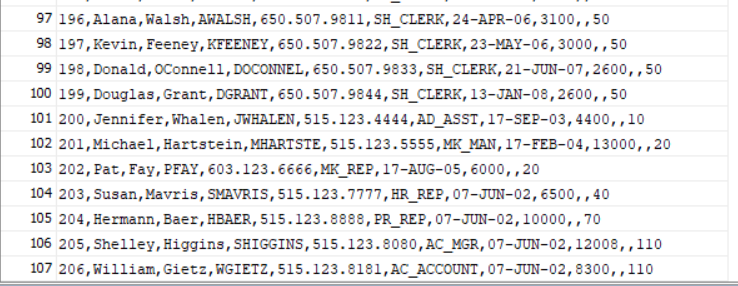 97 196,Alana,Walsh,AWALSH,650.507.9811,SH_CLERK,24-APR-06,3100,,50
98 197,Kevin,Feeney,KFEENEY,650.507.9822,SH_CLERK,23-MAY-06,3000,,50
99 198,Donald,OConnell,DOCONNEL,650.507.9833,SH_CLERK,21-JUN-07,2600,,50
100 199,Douglas,Grant,DGRANT,650.507.9844,SH_CLERK,13-JAN-08,2600,,50
101 200,Jennifer,Whalen,JWHALEN,515.123.4444,AD_ASST,17-SEP-03,4400,,10
102 201,Michael,Hartstein,MHARTSTE,515.123.5555,MK_MAN,17-FEB-04,13000,,20
103 202,Pat,Fay,PFAY,603.123.6666,MK_REP,17-AUG-05,6000,,20
104 203,Susan,Mavris,SMAVRIS,515.123.7777,HR_REP,07-JUN-02,6500,,40
105 204,Hermann,Baer,HBAER,515.123.8888,PR_REP,07-JUN-02,10000,,70
106 205,Shelley,Higgins,SHIGGINS,515.123.8080,AC_MGR,07-JUN-02,12008,,110
107 206,William,Gietz,WGIETZ,515.123.8181,AC_ACCOUNT,07-JUN-02,8300,,110